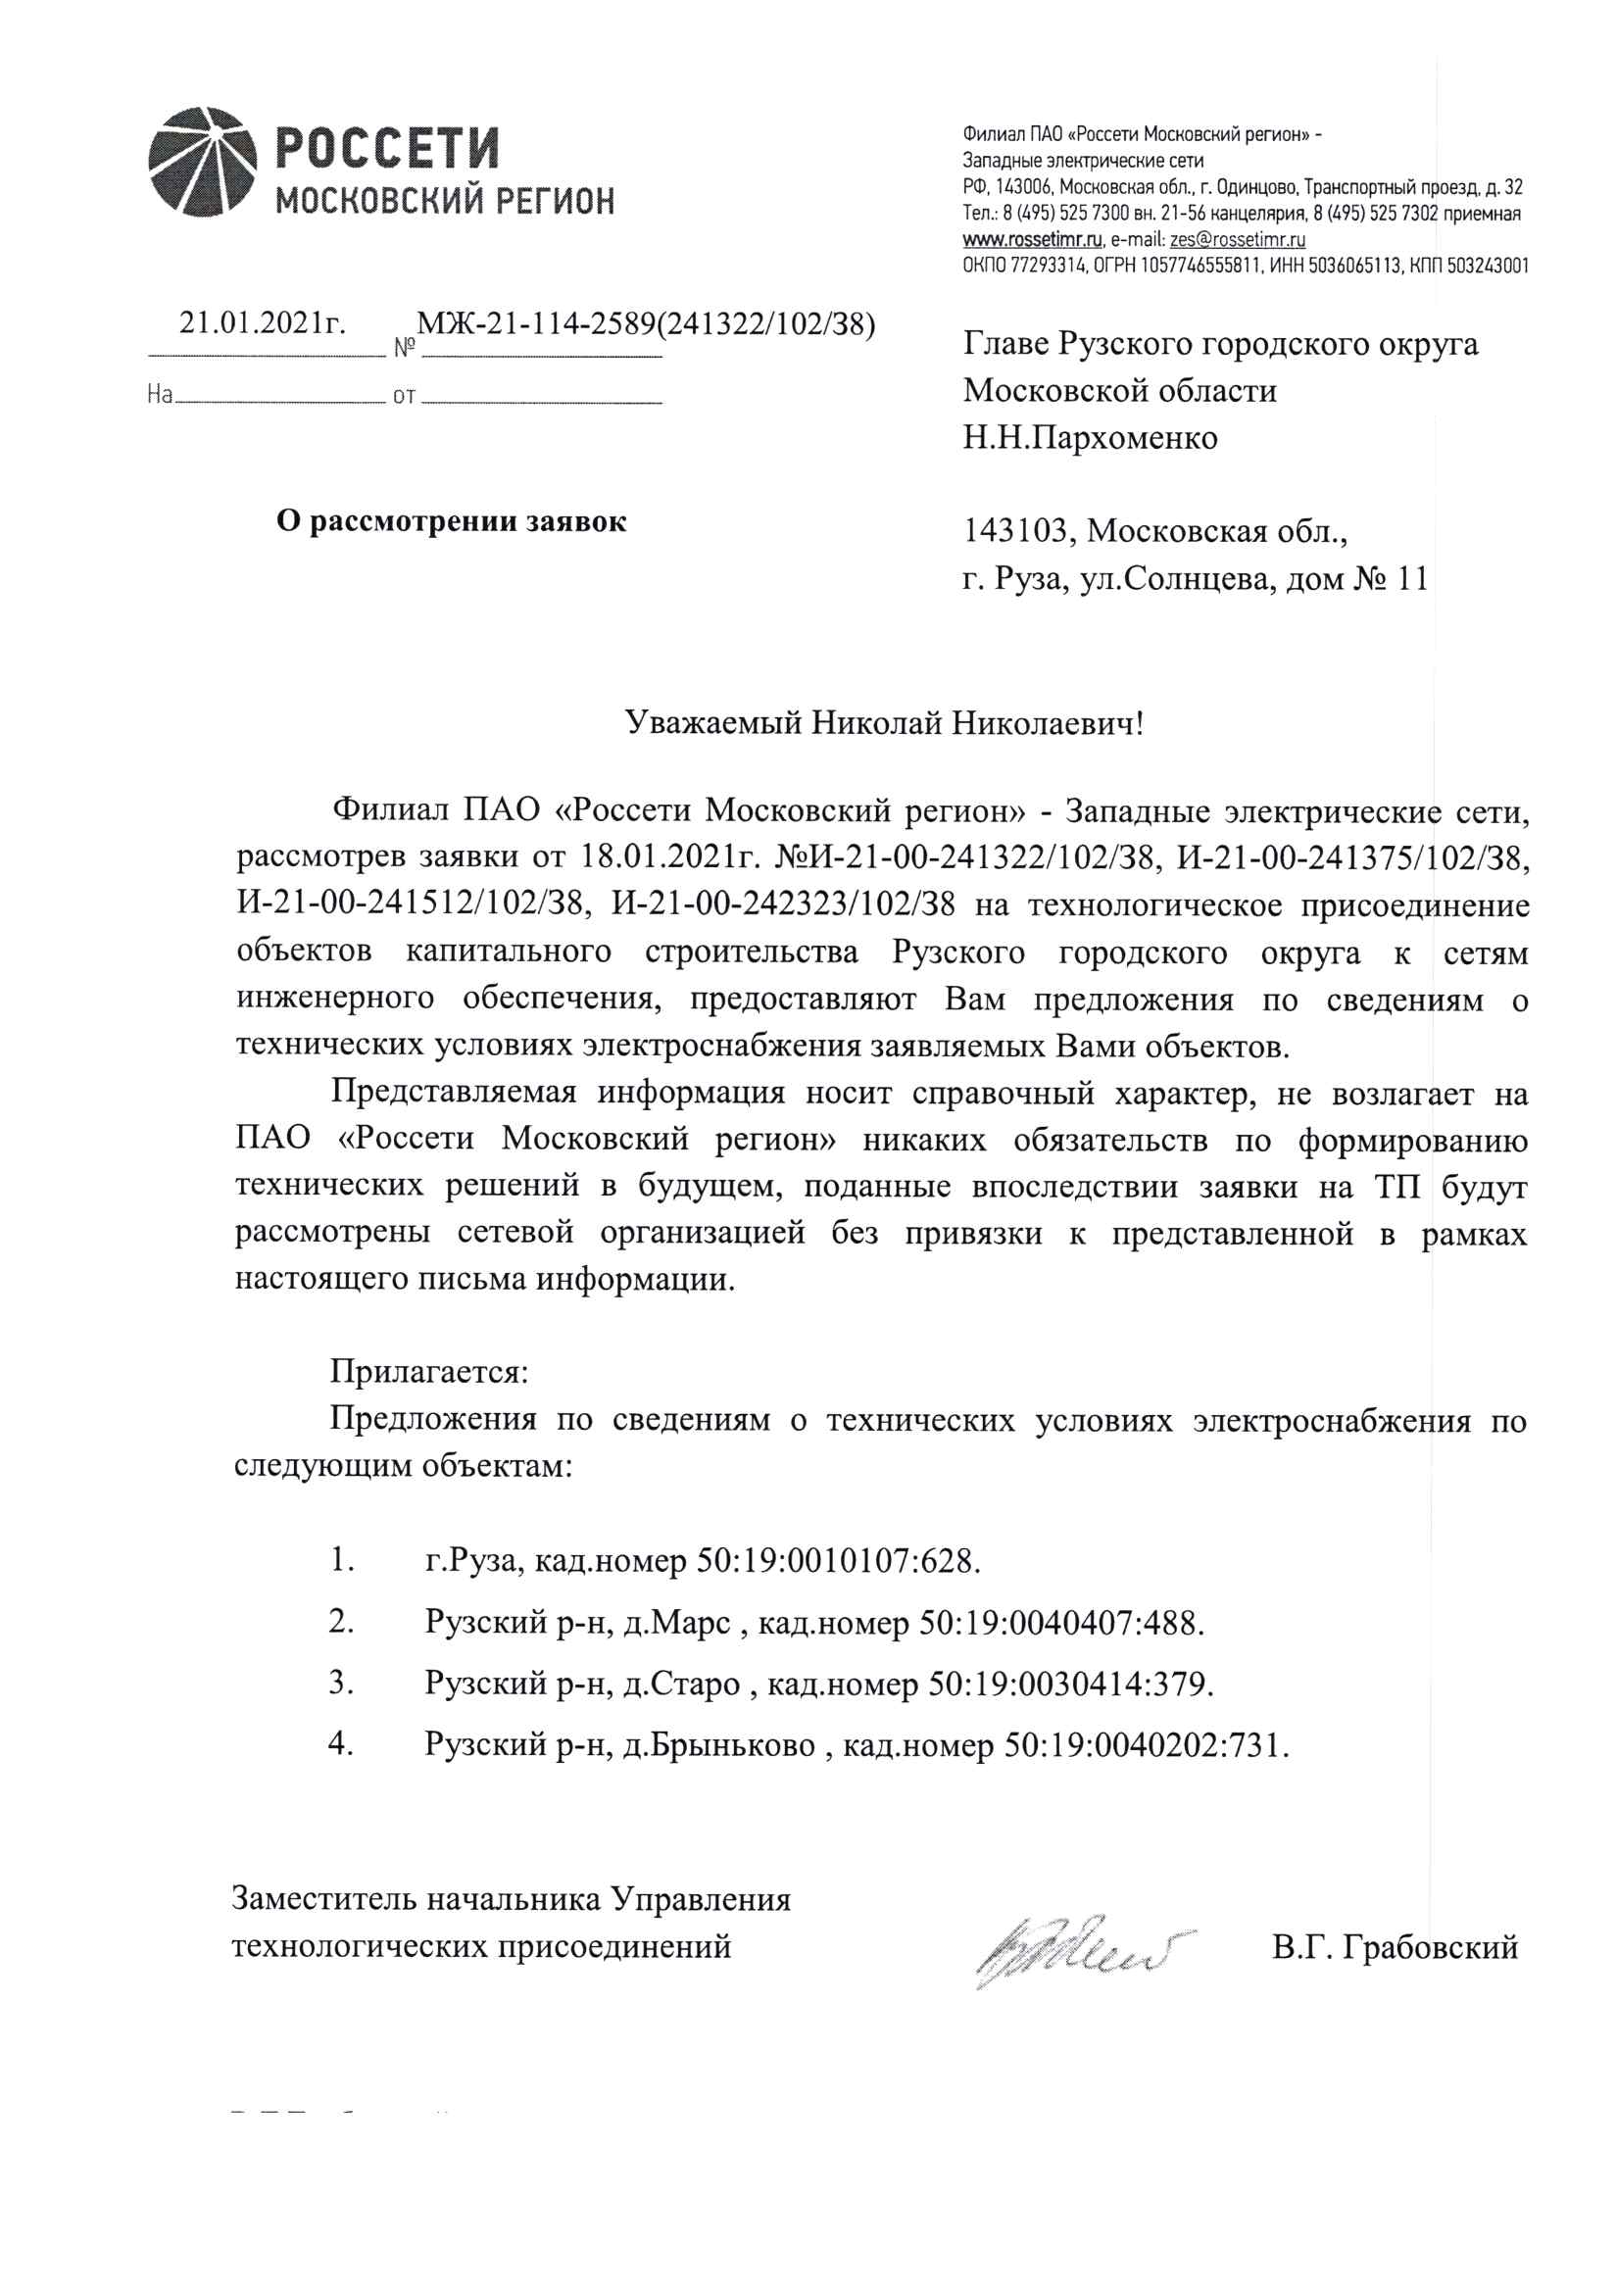 РОССЕТИ
МОСКОВСКИЙ РЕГИОН
Филиал ПАО «Россети Московский регион» -
Западные электрические сети
РФ, 143006, Московская обл., г. Одинцово, Транспортный проезд, д. 32
Тел.: 8 (495) 525 7300 вн. 21-56 канцелярия, 8 (495) 525 7302 приемная
www.rossetimr.ru, e-mail: zes@rossetimr.ru
ОКПО 77293314, ОГРН 1057746555811, ИНН 5036065113, КПП 503243001
21.01.2021г. № МЖ-21-114-2589(241322/102/З8)
На от
Главе Рузского городского округа
Московской области
Н.Н.Пархоменко
О рассмотрении заявок
143103, Московская обл.,
г. Руза, ул.Солнцева, дом № 11
Уважаемый Николай Николаевич!
Филиал ПАО «Россети Московский регион» - Западные электрические сети,
рассмотрев заявки от 18.01.2021г. №И-21-00-241322/102/З8, И-21-00-241375/102/З8,
И-21-00-241512/102/З8, И-21-00-242323/102/З8 на технологическое присоединение
объектов капитального строительства Рузского городского округа к сетям
инженерного обеспечения, предоставляют Вам предложения по сведениям о
технических условиях электроснабжения заявляемых Вами объектов.
Представляемая информация носит справочный характер, не возлагает на
ПАО «Россети Московский регион» никаких обязательств по формированию
технических решений в будущем, поданные впоследствии заявки на ТП будут
рассмотрены сетевой организацией без привязки к представленной в рамках
настоящего письма информации.
Прилагается:
Предложения по сведениям о технических условиях электроснабжения по
следующим объектам:
1. г.Руза, кад.номер 50:19:0010107:628.
2. Рузский р-н, д.Марс , кад.номер 50:19:0040407:488.
3. Рузский р-н, д.Старо , кад.номер 50:19:0030414:379.
4. Рузский р-н, д.Брыньково , кад.номер 50:19:0040202:731.
Заместитель начальника Управления
технологических присоединений
В.Г. Грабовский